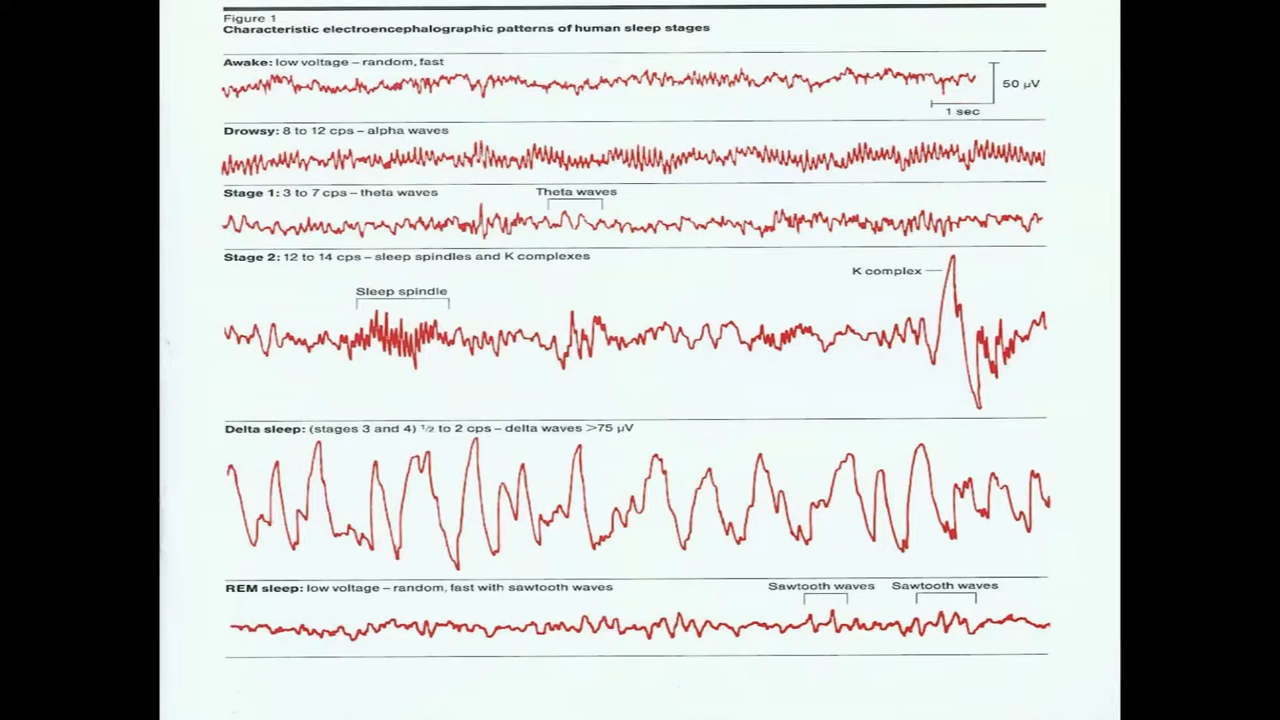 Figure 1
Characteristic electroencephalographic patterns of human sleep stages
Awake: low voltage – random, fast
50 μV
1 sec
Drowsy: 8 to 12 cps – alpha waves
Stage 1: 3 to 7 cps – theta waves
Theta waves
Stage 2: 12 to 14 cps – sleep spindles and K complexes
K complex
Sleep spindle
Delta sleep: (stages 3 and 4) 1/2 to 2 cps – delta waves >75 μV
REM sleep: low voltage – random, fast with sawtooth waves
Sawtooth waves
Sawtooth waves